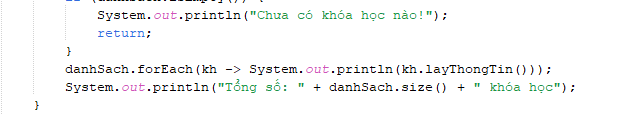 System.out.println("Chưa có khóa học nào!");
return;
}
danhSach.forEach(kh -> System.out.println(kh.layThongTin()));
System.out.println("Tổng số: " + danhSach.size() + " khóa học");
}